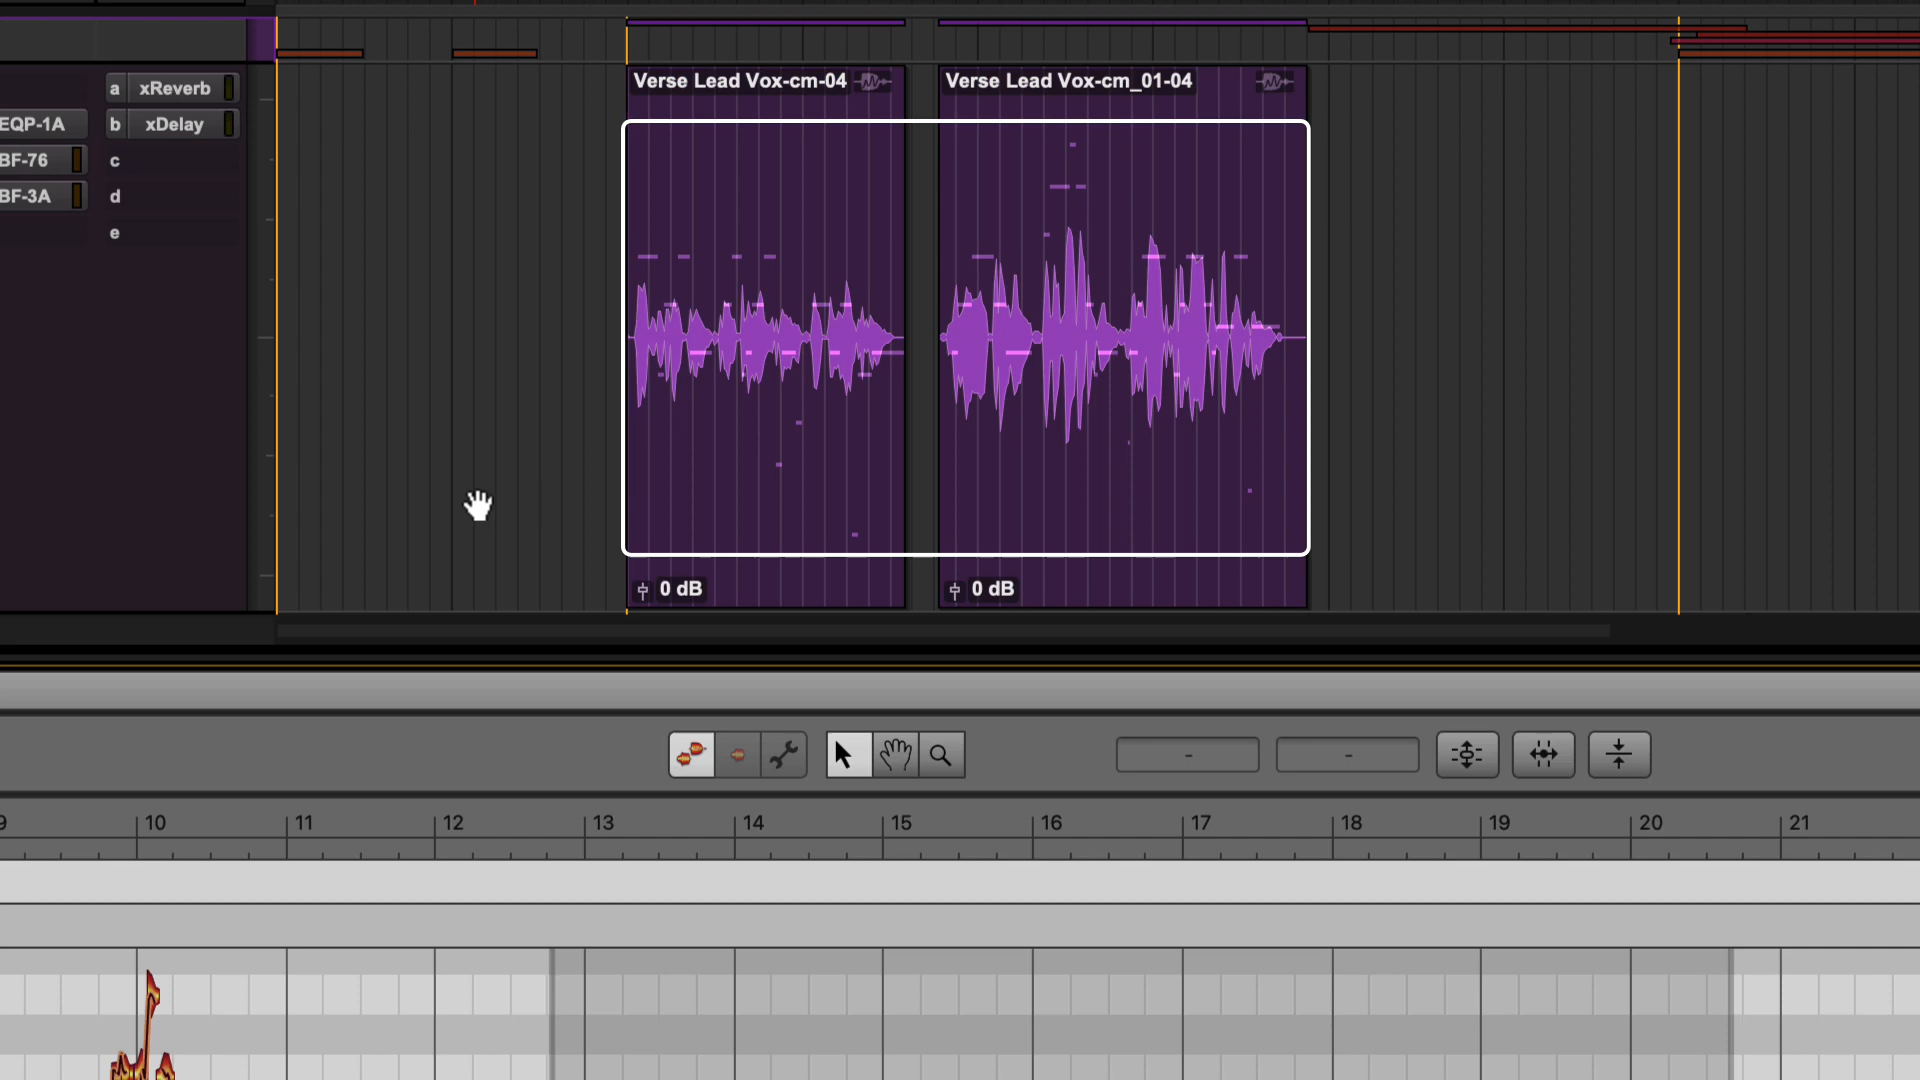 Verse Lead Vox-cm-04
Verse Lead Vox-cm_01-04
a xReverb
EQP-1A b xDelay
BF-76 c
BF-3A d
e
0 dB
0 dB
- -
9 10 11 12 13 14 15 16 17 18 19 20 21